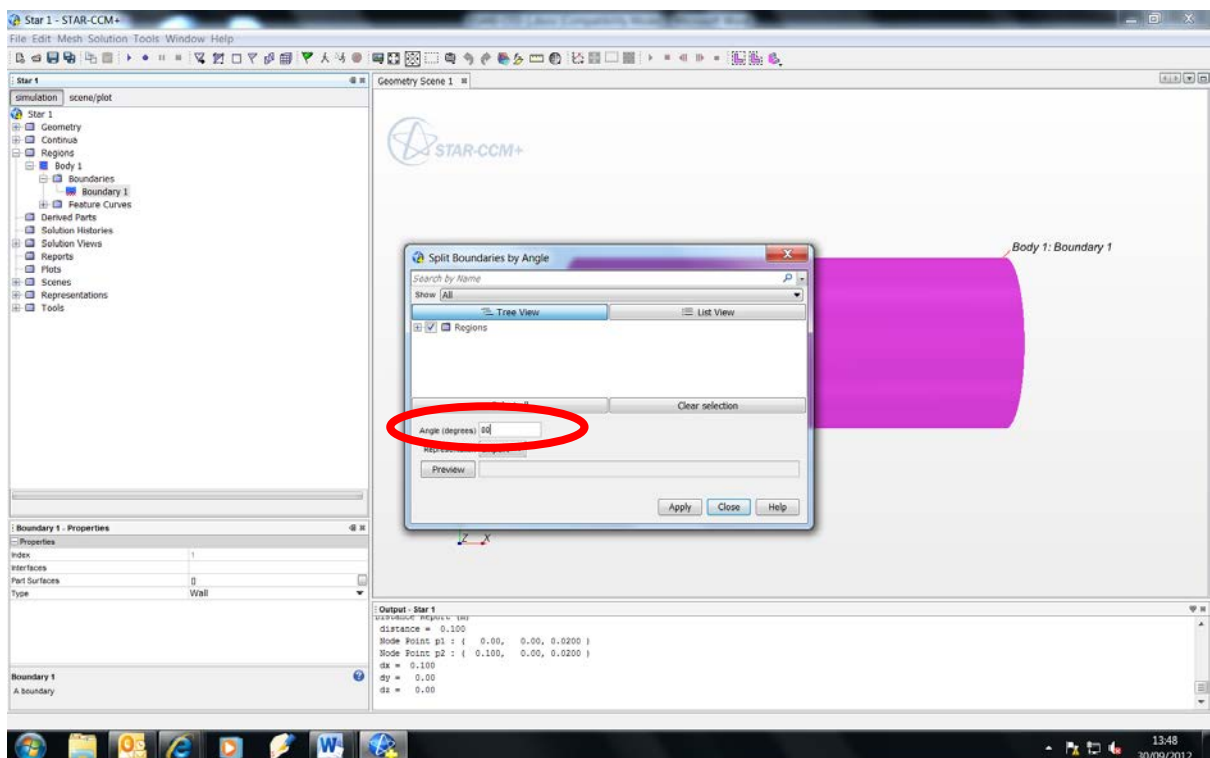 Star 1 - STAR-CCM+
File Edit Mesh Solution Tools Window Help
Star 1
simulation scene/plot
Star 1
Geometry
Continua
Regions
Body 1
Boundaries
Boundary 1
Feature Curves
Derived Parts
Solution Histories
Solution Views
Reports
Plots
Scenes
Representations
Tools
Boundary 1 - Properties
Properties
Index 1
Interfaces
Part Surfaces []
Type Wall
Boundary 1
A boundary
Geometry Scene 1
STAR-CCM+
Body 1: Boundary 1
Split Boundaries by Angle
Search by Name
Show All
Tree View List View
Regions
Clear selection
Angle (degrees) 80
Preview
Apply Close Help
Z X
Output - Star 1
Distance Report (m)
distance = 0.100
Node Point p1 : ( 0.00, 0.00, 0.0200 )
Node Point p2 : ( 0.100, 0.00, 0.0200 )
dx = 0.100
dy = 0.00
dz = 0.00
13:48
30/09/2012